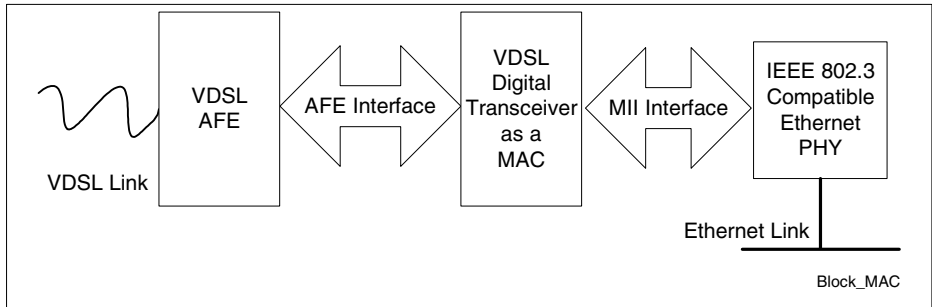 VDSL Link
VDSL
AFE
AFE Interface
VDSL
Digital
Transceiver
as a
MAC
MII Interface
IEEE 802.3
Compatible
Ethernet
PHY
Ethernet Link
Block_MAC